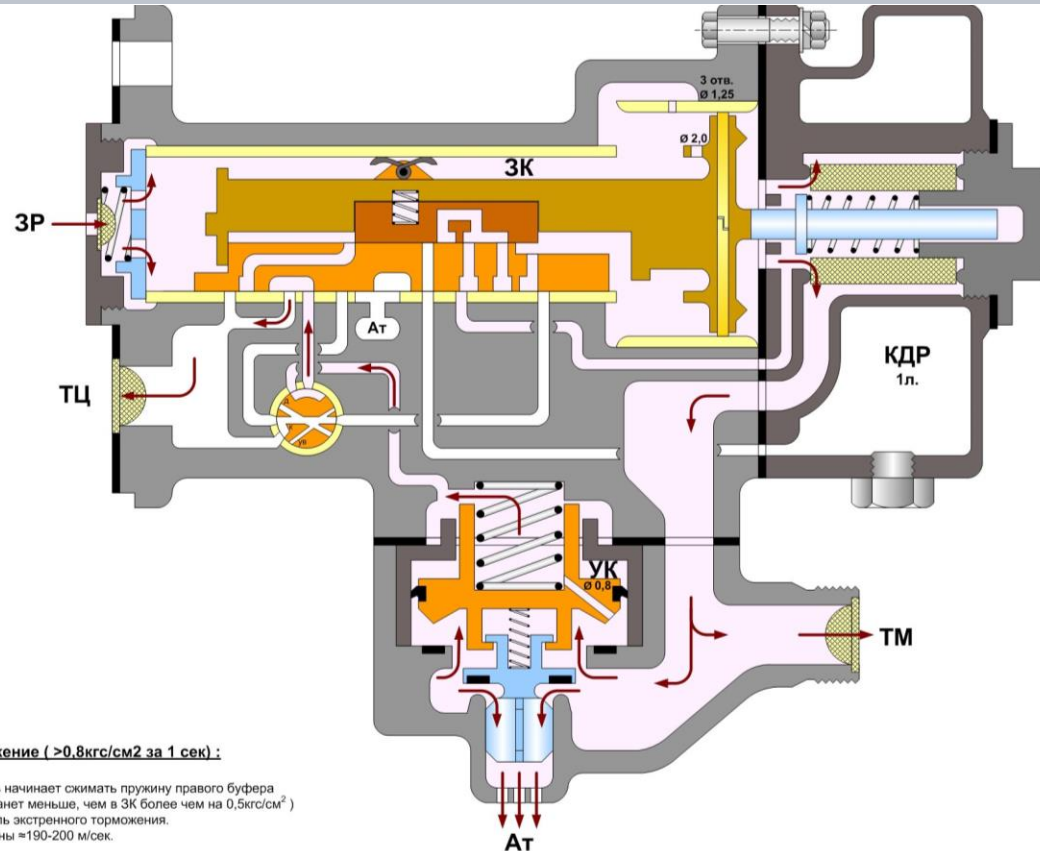 3 отв.
Ø 1,25
Ø 2,0
ЗК
ЗР
Ат
КДР
1л.
ТЦ
д
к
ув
УК
Ø 0,8
ТМ
жение ( >0,8кгс/см2 за 1 сек) :
начинает сжимать пружину правого буфера
анет меньше, чем в ЗК более чем на 0,5кгс/см² )
ль экстренного торможения.
ны ≈190-200 м/сек.
Ат